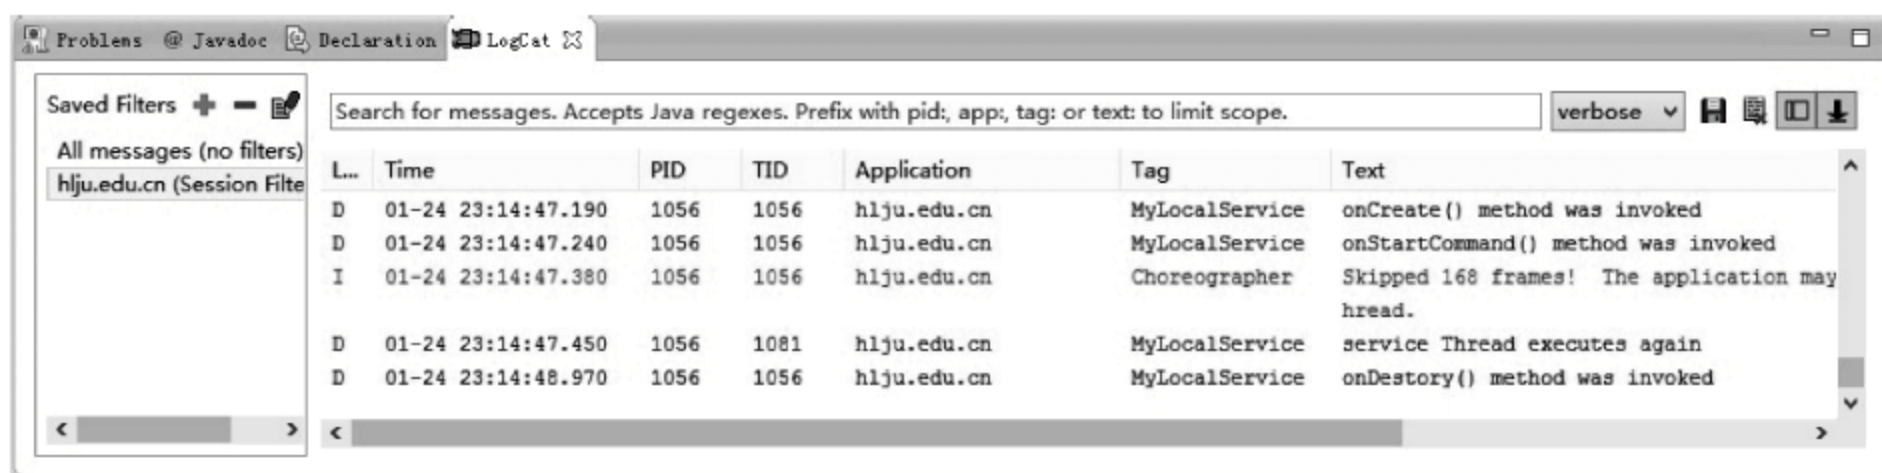 Problems @ Javadoc Declaration LogCat
Saved Filters
All messages (no filters)
hlju.edu.cn (Session Filte
Search for messages. Accepts Java regexes. Prefix with pid:, app:, tag: or text: to limit scope. verbose
L... Time PID TID Application Tag Text
D 01-24 23:14:47.190 1056 1056 hlju.edu.cn MyLocalService onCreate() method was invoked
D 01-24 23:14:47.240 1056 1056 hlju.edu.cn MyLocalService onStartCommand() method was invoked
I 01-24 23:14:47.380 1056 1056 hlju.edu.cn Choreographer Skipped 168 frames! The application may
hread.
D 01-24 23:14:47.450 1056 1081 hlju.edu.cn MyLocalService service Thread executes again
D 01-24 23:14:48.970 1056 1056 hlju.edu.cn MyLocalService onDestory() method was invoked